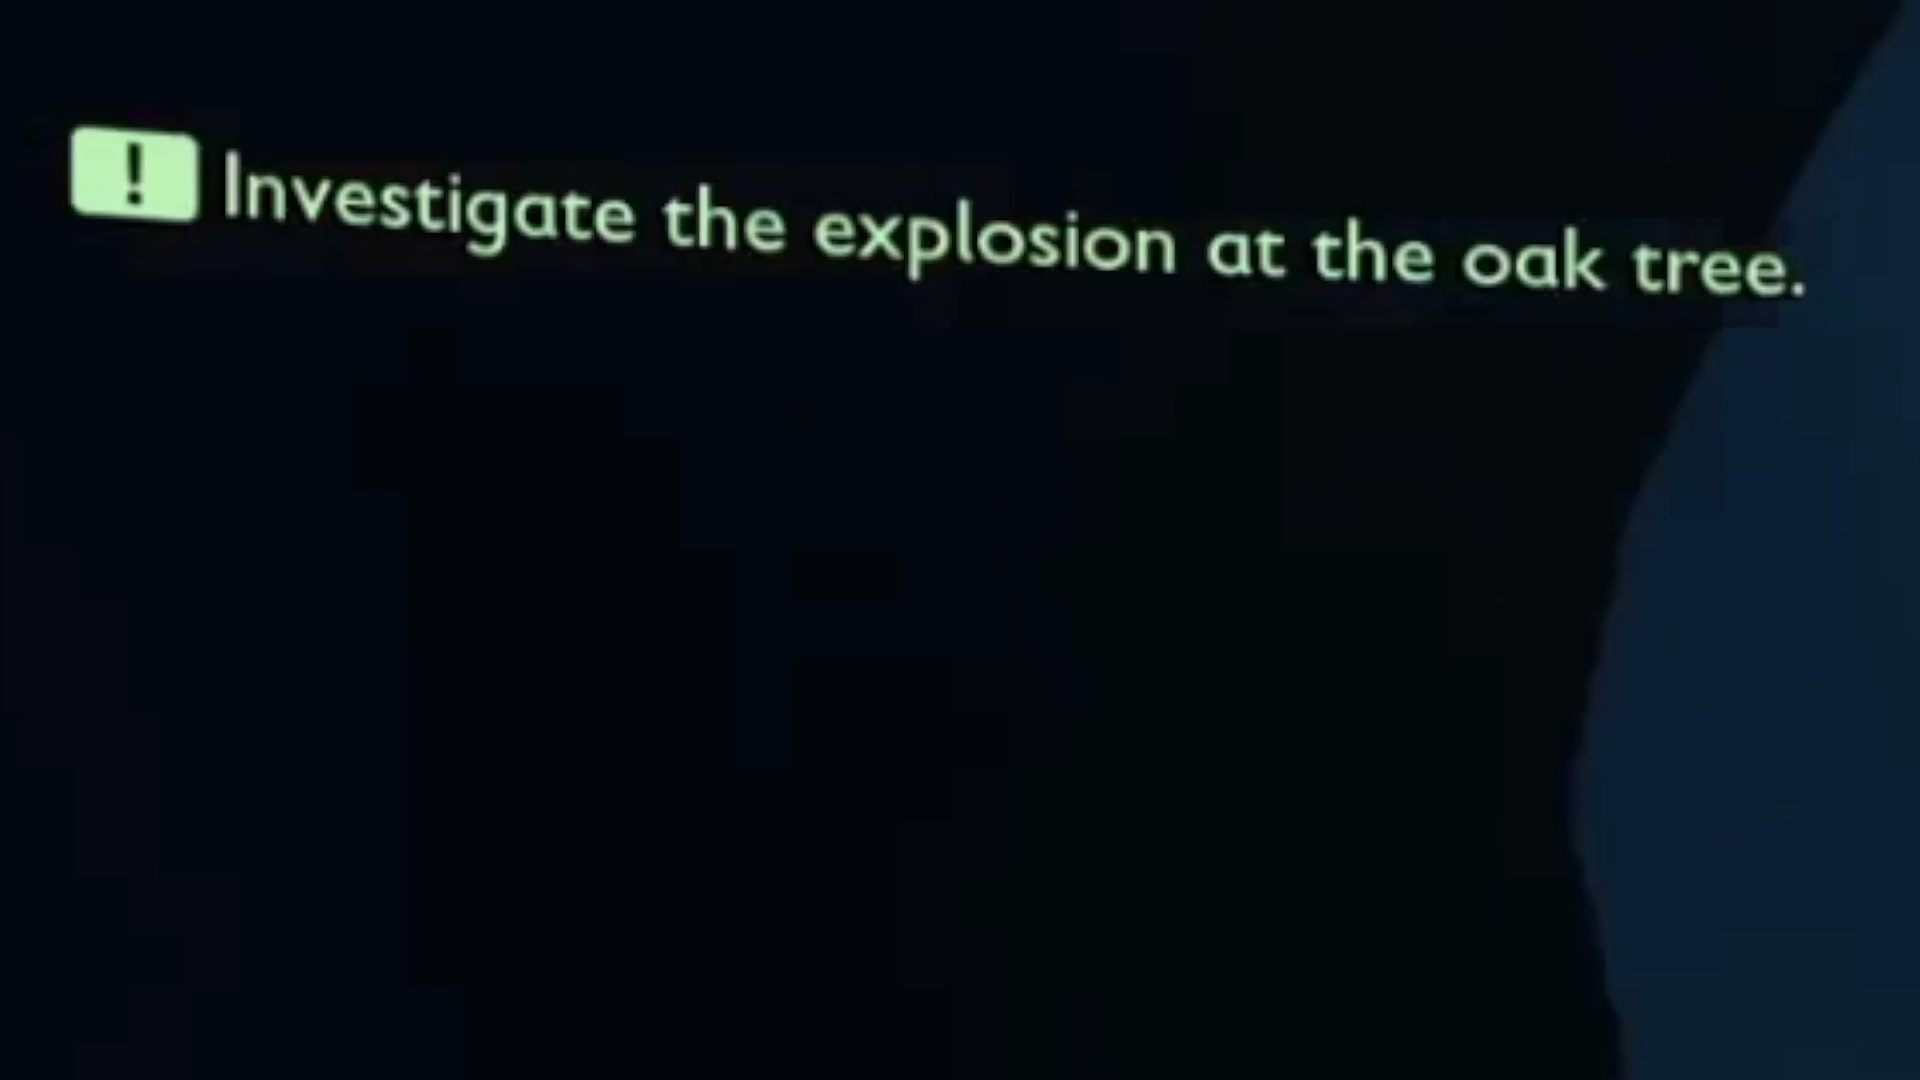 ! Investigate the explosion at the oak tree.